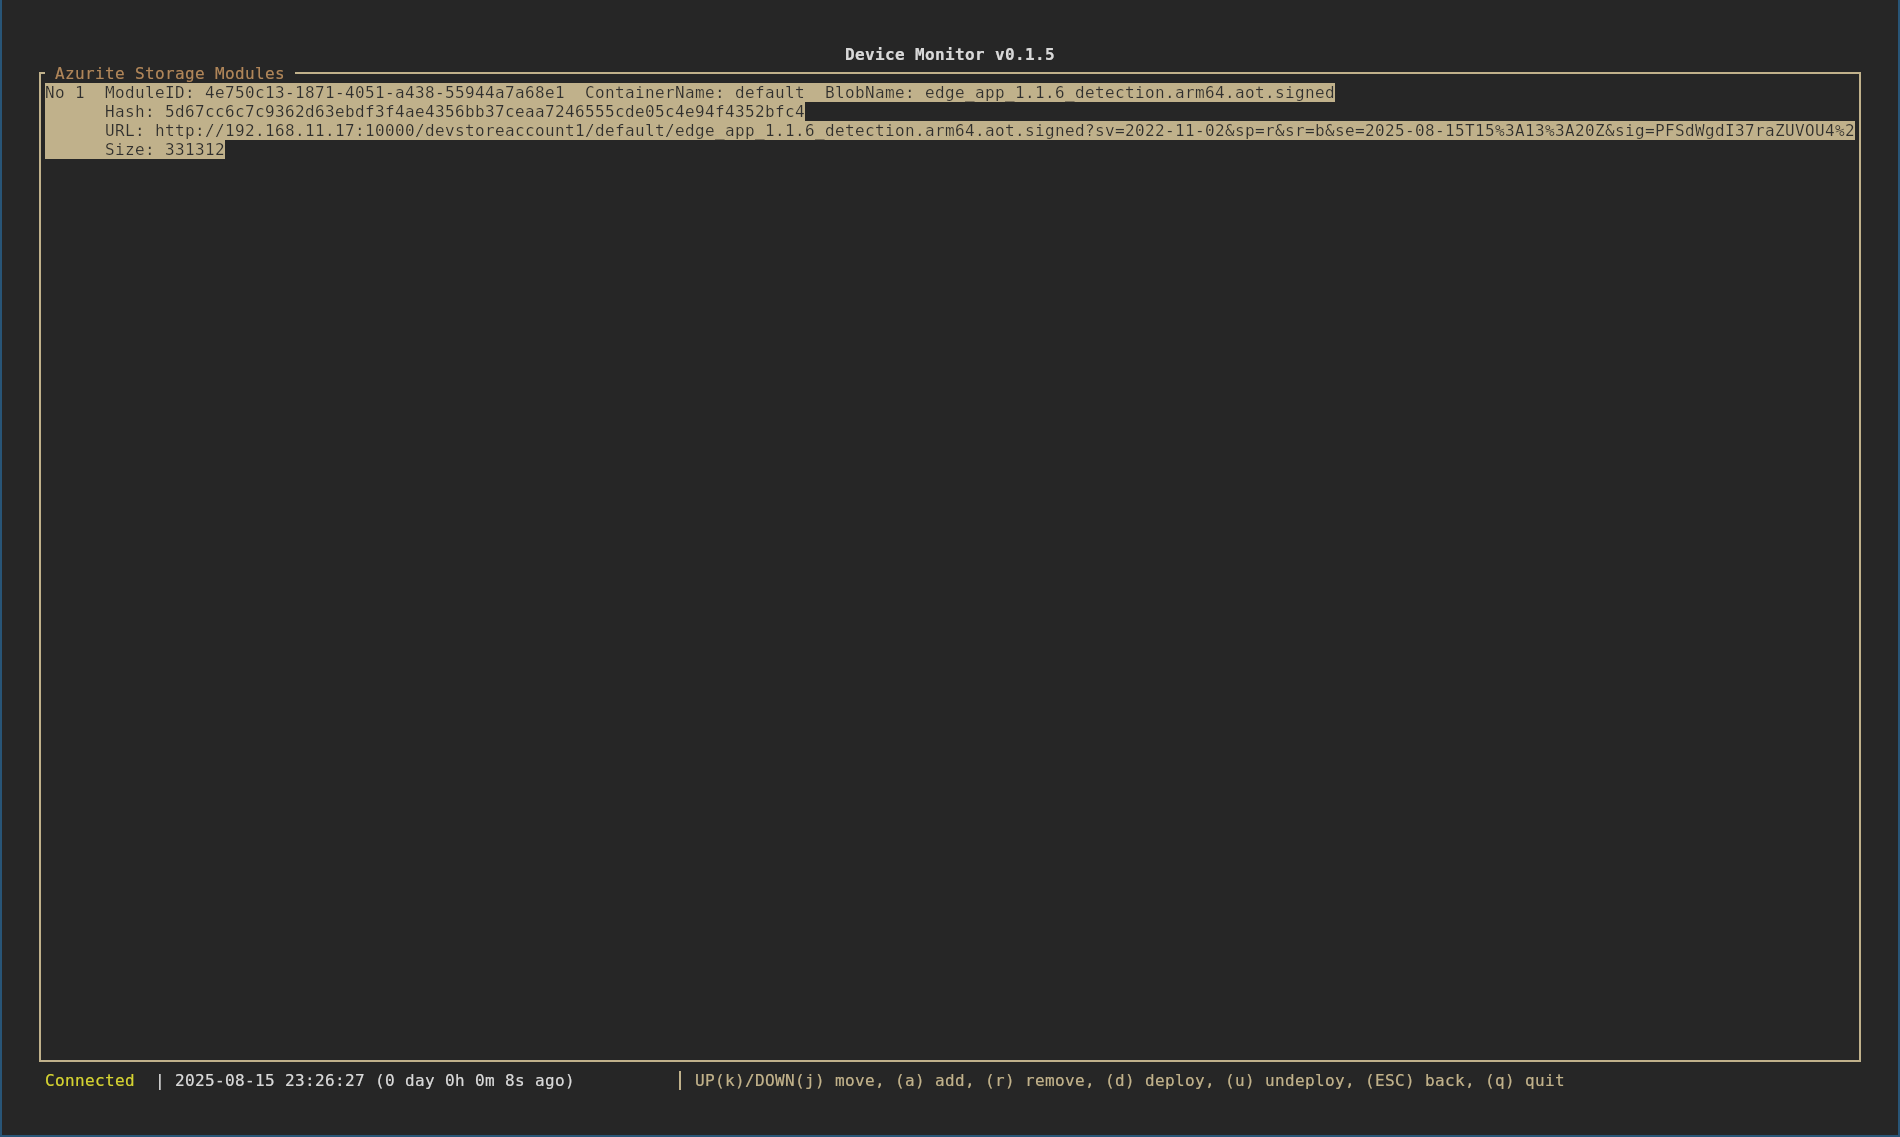 Device Monitor v0.1.5
Azurite Storage Modules
No 1  ModuleID: 4e750c13-1871-4051-a438-55944a7a68e1  ContainerName: default  BlobName: edge_app_1.1.6_detection.arm64.aot.signed
Hash: 5d67cc6c7c9362d63ebdf3f4ae4356bb37ceaa7246555cde05c4e94f4352bfc4
URL: http://192.168.11.17:10000/devstoreaccount1/default/edge_app_1.1.6_detection.arm64.aot.signed?sv=2022-11-02&sp=r&sr=b&se=2025-08-15T15%3A13%3A20Z&sig=PFSdWgdI37raZUVOU4%2
Size: 331312
Connected  | 2025-08-15 23:26:27 (0 day 0h 0m 8s ago) | UP(k)/DOWN(j) move, (a) add, (r) remove, (d) deploy, (u) undeploy, (ESC) back, (q) quit